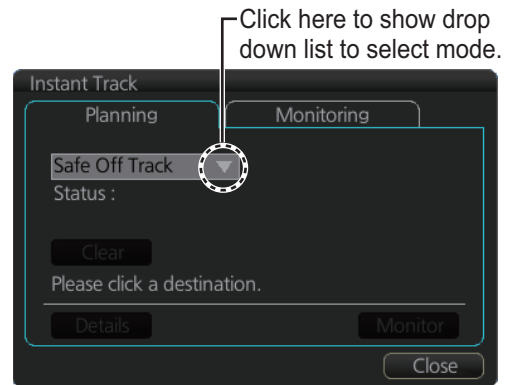 Click here to show drop
down list to select mode.
Instant Track
Planning
Monitoring
Safe Off Track
Status :
Clear
Please click a destination.
Details
Monitor
Close